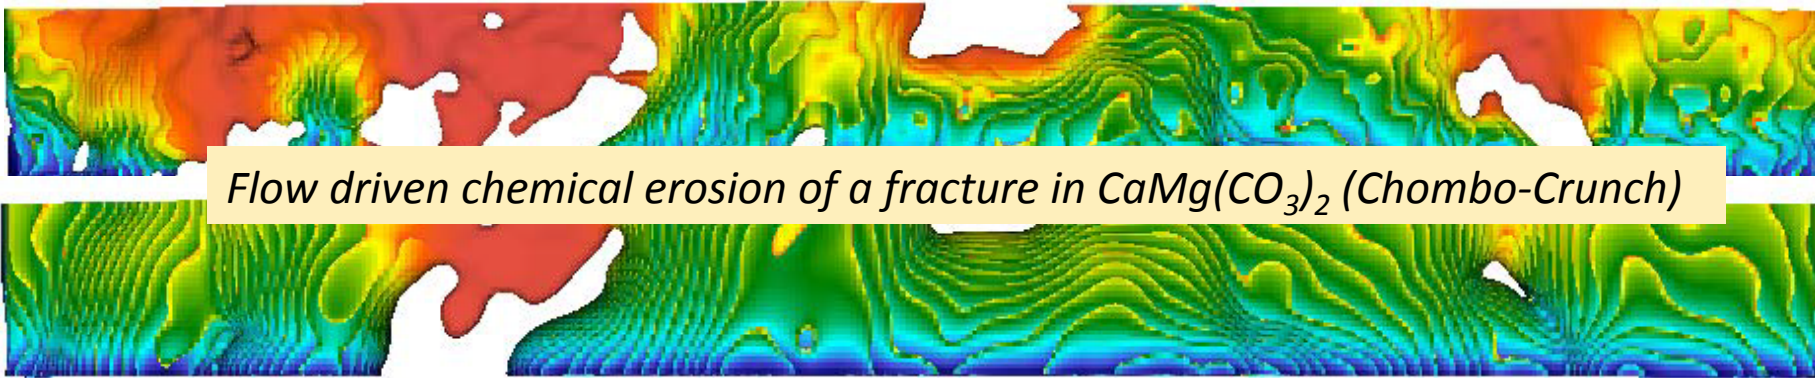 Flow driven chemical erosion of a fracture in CaMg(CO₃)₂ (Chombo-Crunch)